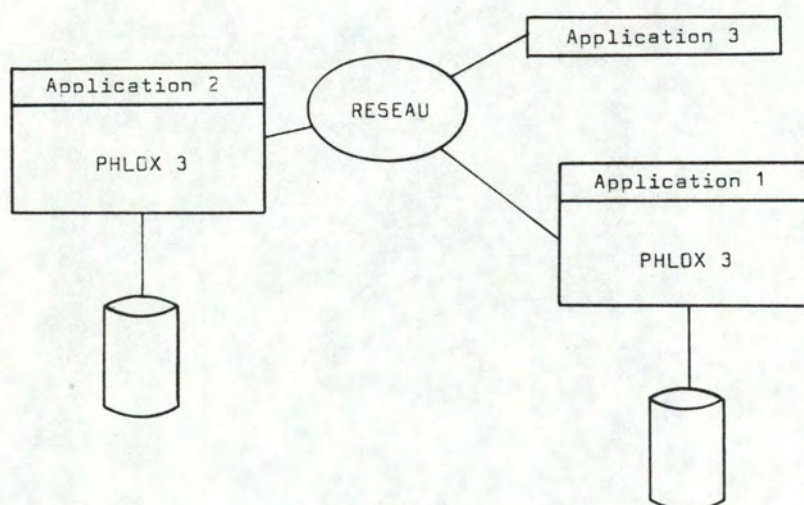 Application 3
Application 2
RESEAU
PHLOX 3
Application 1
PHLOX 3